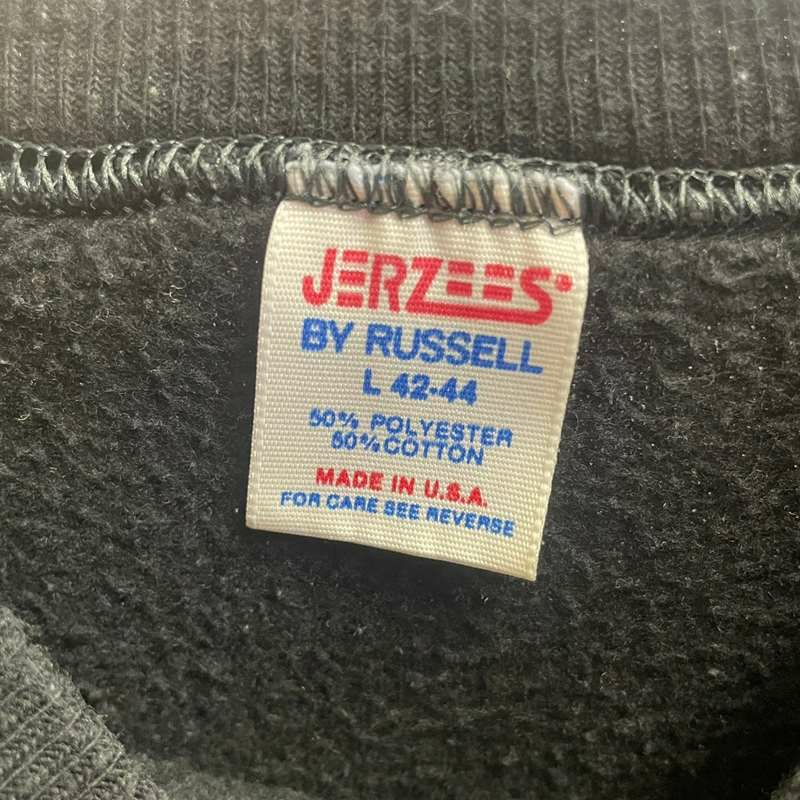 JERZEES®
BY RUSSELL
L 42-44
50% POLYESTER
50% COTTON
MADE IN U.S.A.
FOR CARE SEE REVERSE